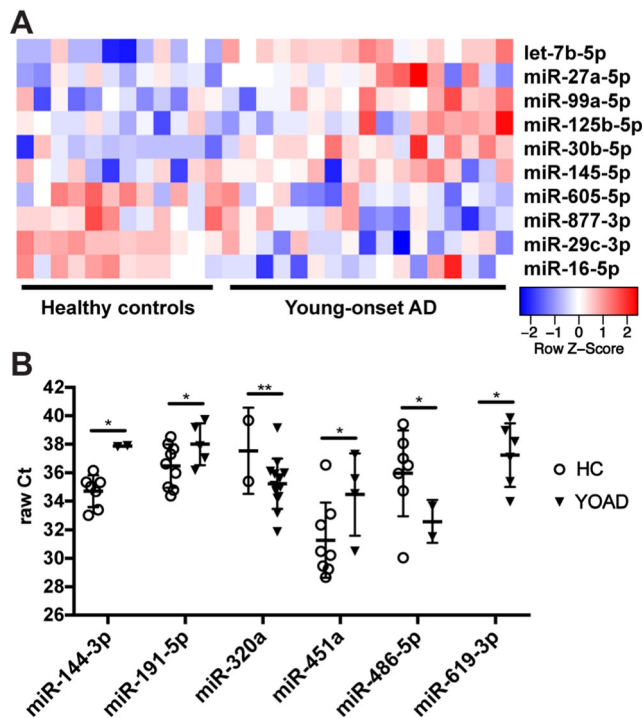 A
let-7b-5p
miR-27a-5p
miR-99a-5p
miR-125b-5p
miR-30b-5p
miR-145-5p
miR-605-5p
miR-877-3p
miR-29c-3p
miR-16-5p
Healthy controls
Young-onset AD
−2 −1 0 1 2
Row Z−Score
B
raw Ct
42
40
38
36
34
32
30
28
26
*
*
**
*
*
*
HC
YOAD
miR-144-3p
miR-191-5p
miR-320a
miR-451a
miR-486-5p
miR-619-3p